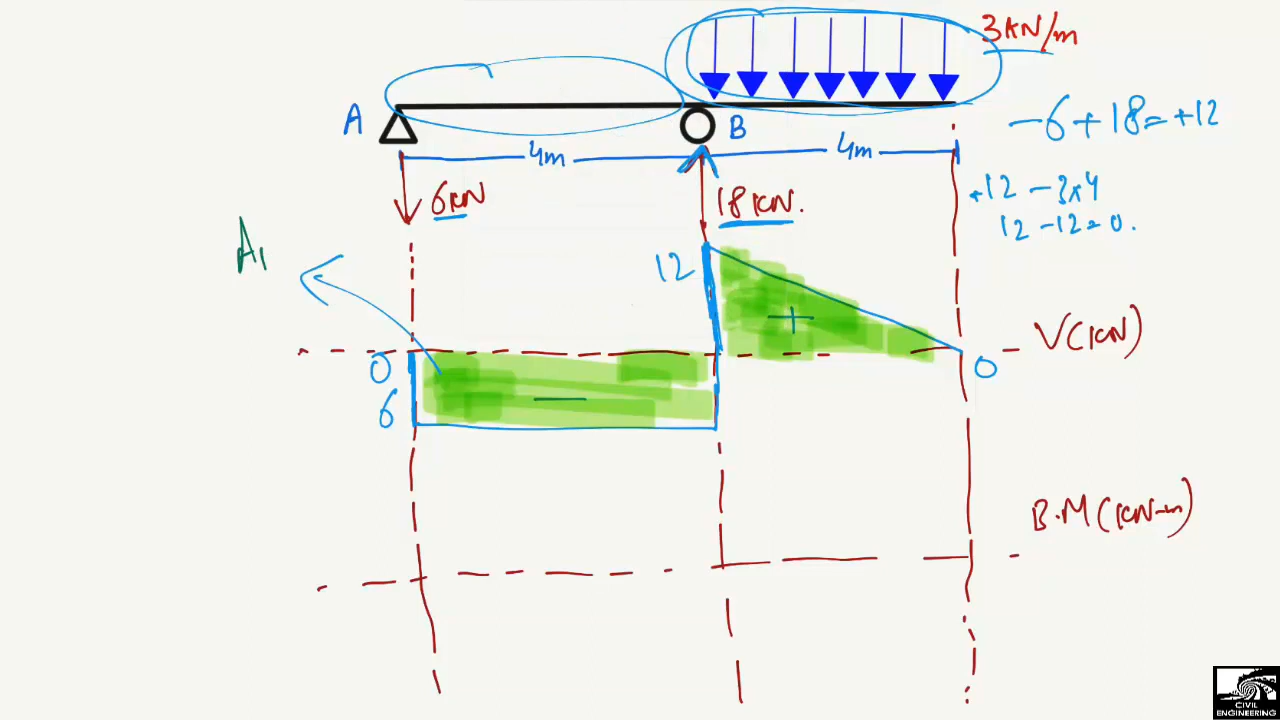 3KN/m
A
B
4m
4m
-6+18=+12
+12 -3x4
12-12=0.
6KN
18KN.
A1
12
V(KN)
0
0
6
B.M(KN-m)
CIVIL
ENGINEERING